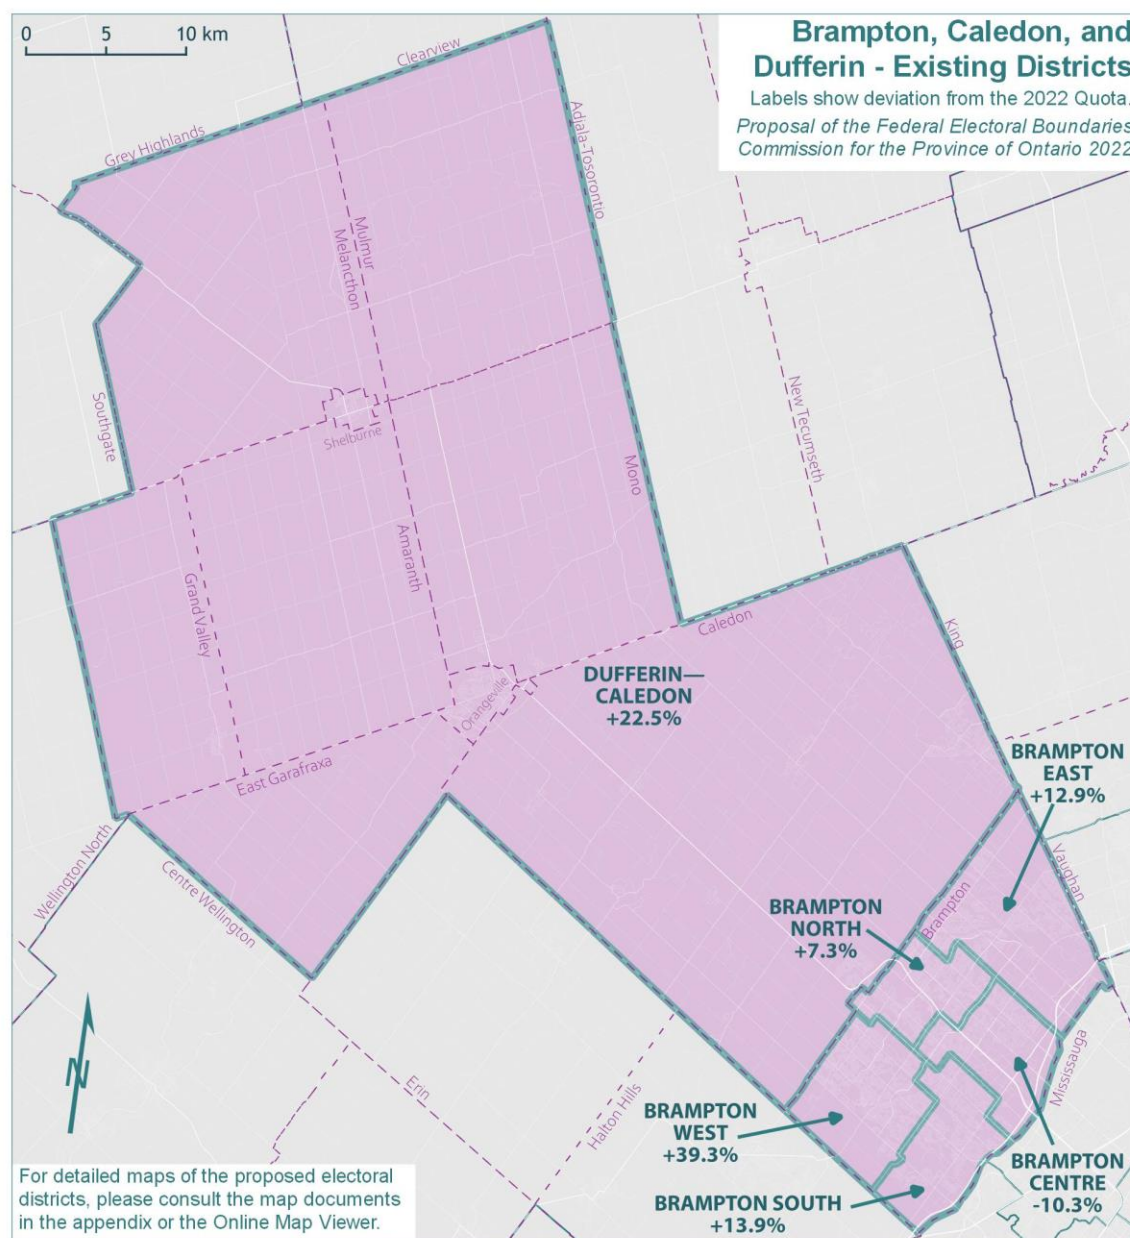 0 5 10 km
Brampton, Caledon, and
Dufferin - Existing Districts
Labels show deviation from the 2022 Quota.
Proposal of the Federal Electoral Boundaries
Commission for the Province of Ontario 2022
Clearview
Grey Highlands
Adjala-Tosorontio
Mulmur
Melancthon
Southgate
Shelburne
New Tecumseth
Mono
Amaranth
Grand Valley
Caledon
King
Orangeville
DUFFERIN—
CALEDON
+22.5%
East Garafraxa
BRAMPTON
EAST
+12.9%
Wellington North
Centre Wellington
Vaughan
Brampton
BRAMPTON
NORTH
+7.3%
N
Erin
Halton Hills
Mississauga
BRAMPTON
WEST
+39.3%
BRAMPTON SOUTH
+13.9%
BRAMPTON
CENTRE
-10.3%
For detailed maps of the proposed electoral
districts, please consult the map documents
in the appendix or the Online Map Viewer.